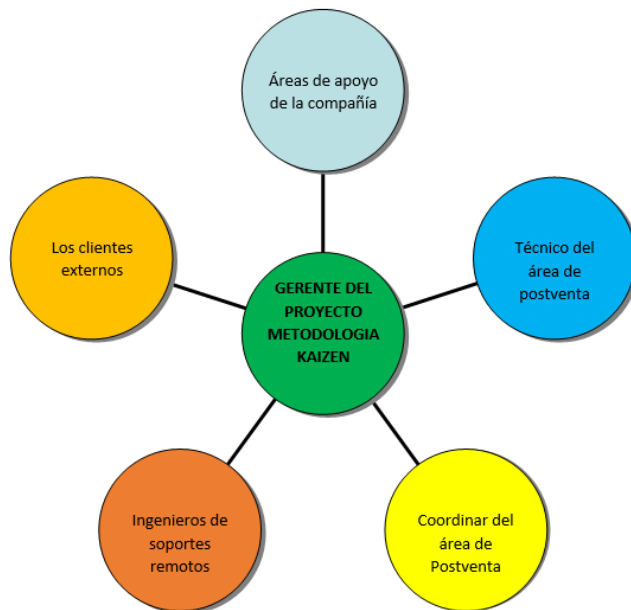 Áreas de apoyo
de la compañía
Los clientes
externos
Técnico del
área de
postventa
GERENTE DEL
PROYECTO
METODOLOGIA
KAIZEN
Ingenieros de
soportes
remotos
Coordinar del
área de
Postventa